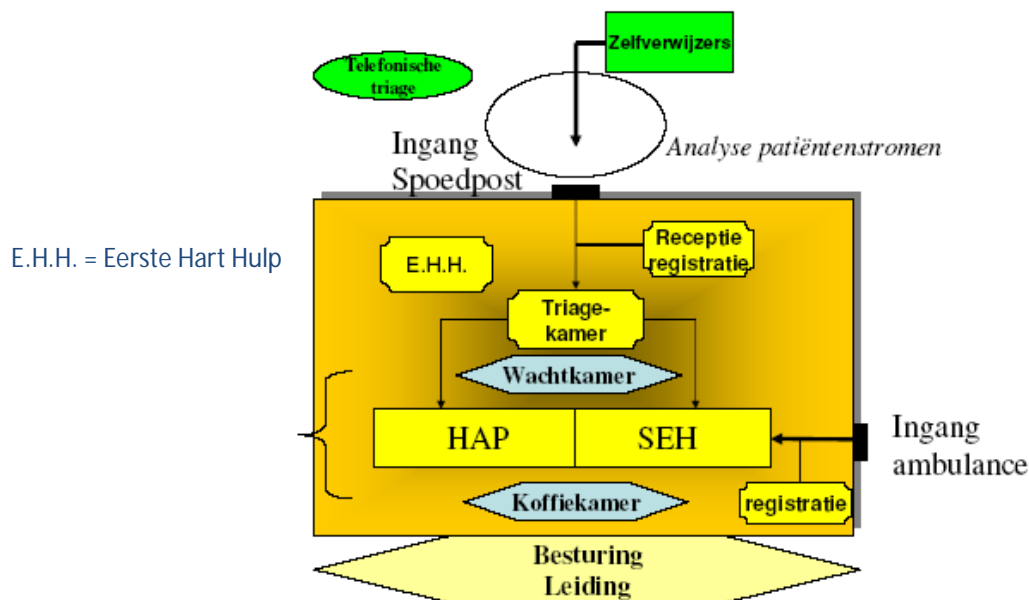 Zelfverwijzers
Telefonische
triage
Ingang
Spoedpost
Analyse patiëntenstromen
E.H.H. = Eerste Hart Hulp
E.H.H.
Receptie
registratie
Triage-
kamer
Wachtkamer
HAP
SEH
Ingang
ambulance
Koffiekamer
registratie
Besturing
Leiding